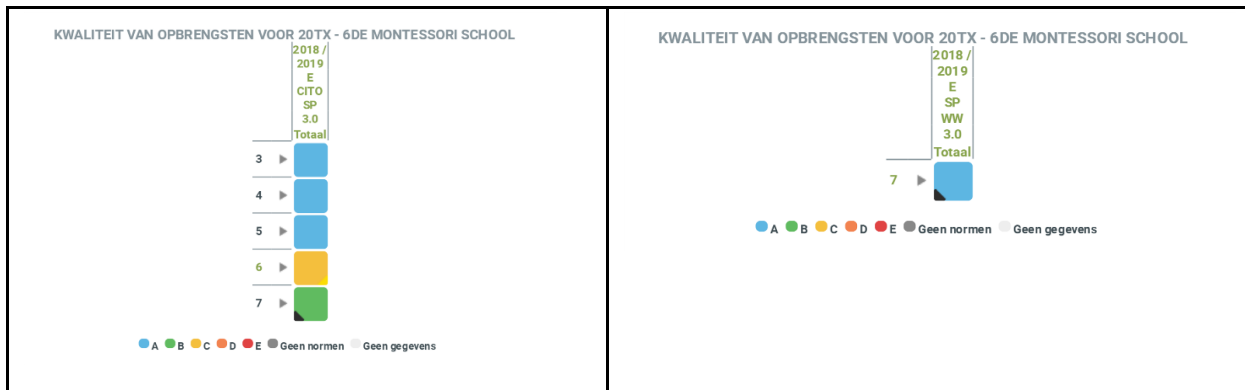 KWALITEIT VAN OPBRENGSTEN VOOR 20TX - 6DE MONTESSORI SCHOOL
2018 /
2019
E
CITO
SP
3.0
Totaal
3
4
5
6
7
A B C D E Geen normen Geen gegevens
KWALITEIT VAN OPBRENGSTEN VOOR 20TX - 6DE MONTESSORI SCHOOL
2018 /
2019
E
SP
WW
3.0
Totaal
7
A B C D E Geen normen Geen gegevens